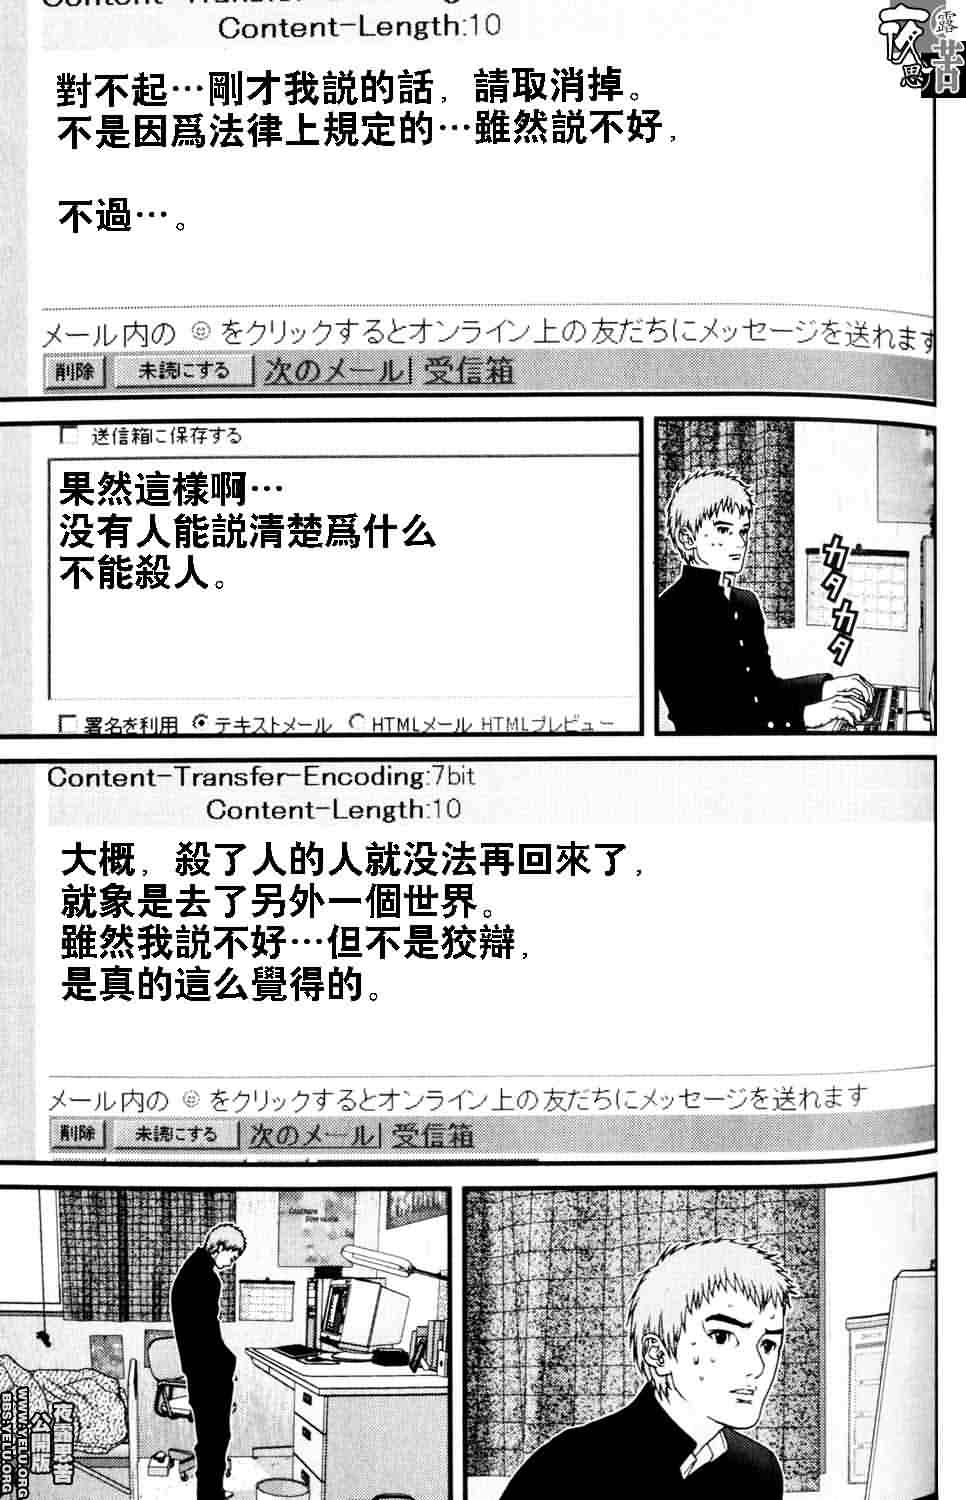 Content-Length:10
夜
露
思
苦
對不起…剛才我説的話，請取消掉。
不是因爲法律上規定的…雖然説不好，
不過…。
メール内の ☺ をクリックするとオンライン上の友だちにメッセージを送れます
削除 未読にする 次のメール| 受信箱
送信箱に保存する
果然這樣啊…
没有人能説清楚爲什么
不能殺人。
署名を利用 テキストメール HTMLメール HTMLプレビュー
カタカタ
Content-Transfer-Encoding:7bit
Content-Length:10
大概，殺了人的人就没法再回來了，
就象是去了另外一個世界。
雖然我説不好…但不是狡辯，
是真的這么覺得的。
メール内の ☺ をクリックするとオンライン上の友だちにメッセージを送れます
削除 未読にする 次のメール| 受信箱
WWW.YELU.ORG
BBS.YELU.ORG